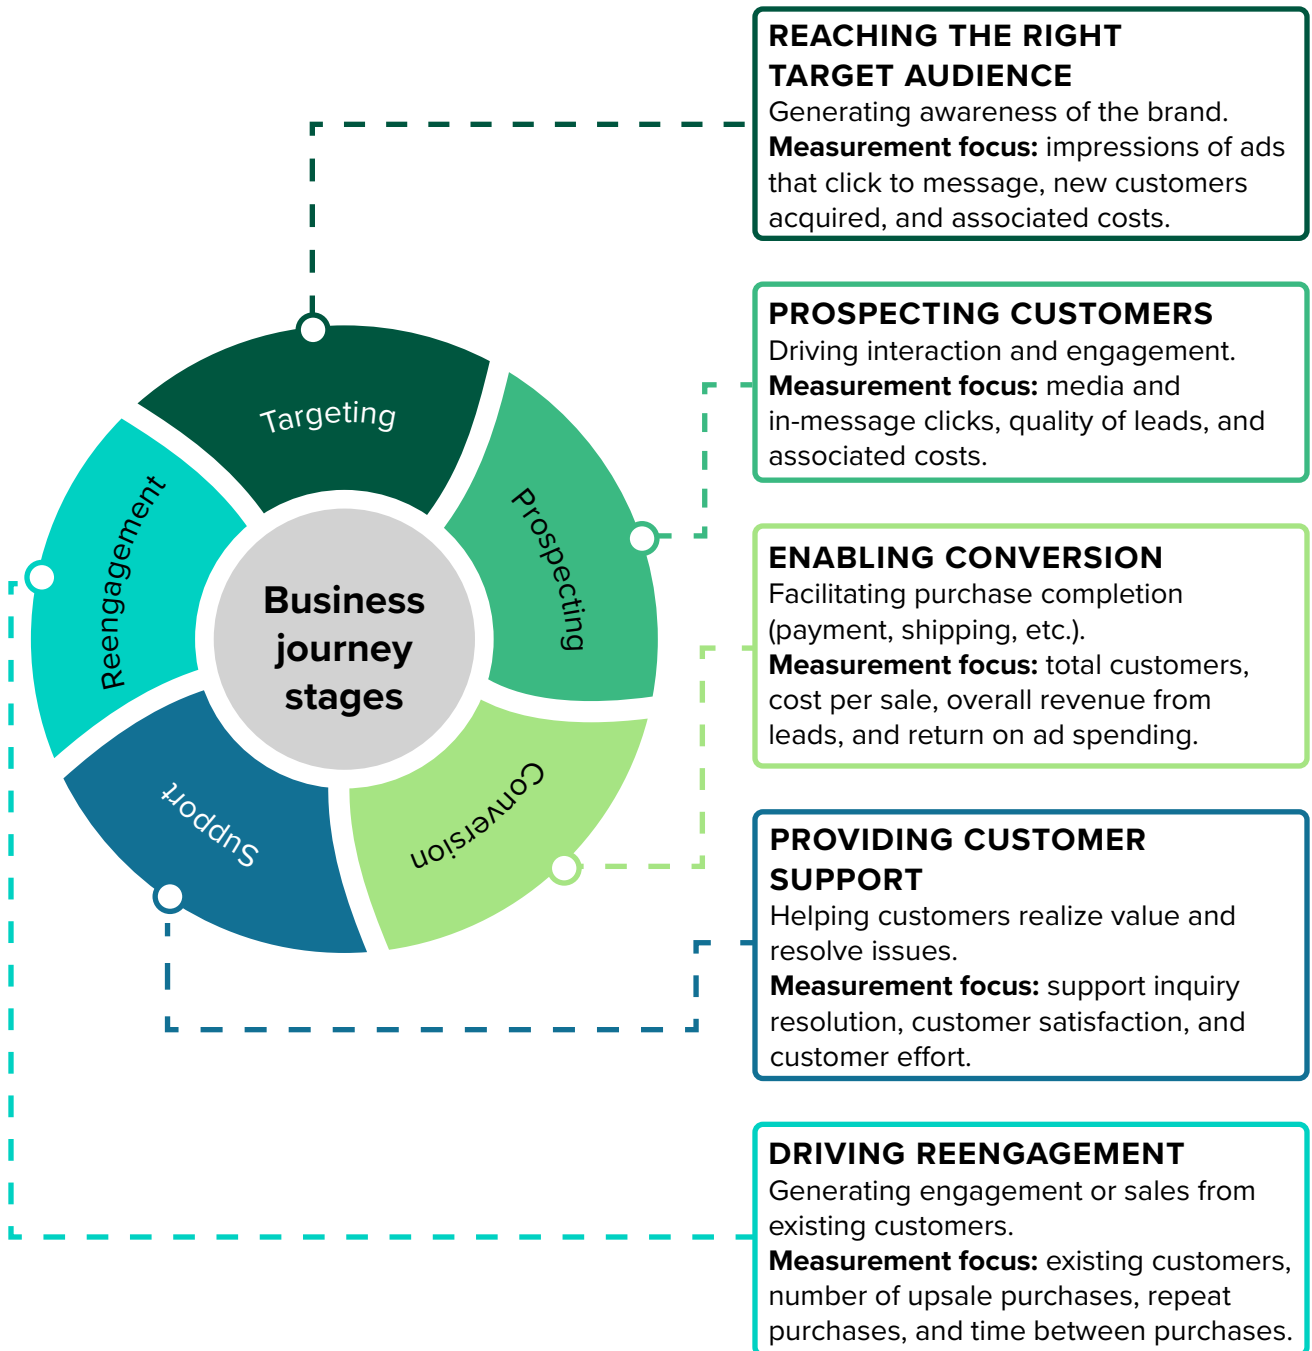 REACHING THE RIGHT
TARGET AUDIENCE
Generating awareness of the brand.
Measurement focus: impressions of ads
that click to message, new customers
acquired, and associated costs.
PROSPECTING CUSTOMERS
Driving interaction and engagement.
Measurement focus: media and
in-message clicks, quality of leads, and
associated costs.
ENABLING CONVERSION
Facilitating purchase completion
(payment, shipping, etc.).
Measurement focus: total customers,
cost per sale, overall revenue from
leads, and return on ad spending.
PROVIDING CUSTOMER
SUPPORT
Helping customers realize value and
resolve issues.
Measurement focus: support inquiry
resolution, customer satisfaction, and
customer effort.
DRIVING REENGAGEMENT
Generating engagement or sales from
existing customers.
Measurement focus: existing customers,
number of upsale purchases, repeat
purchases, and time between purchases.
Targeting
Prospecting
Conversion
Support
Reengagement
Business
journey
stages